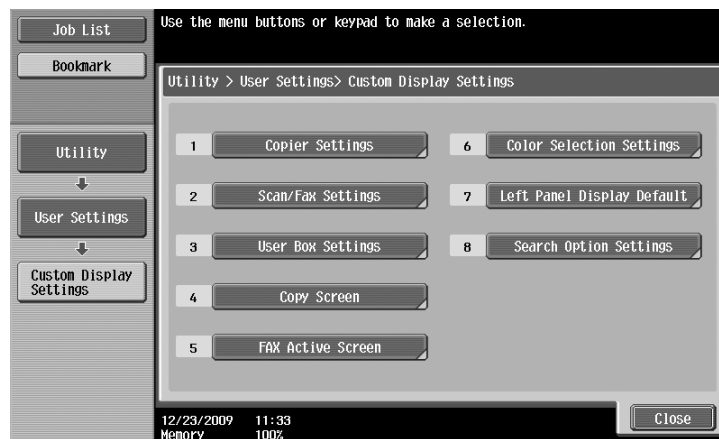 Job List
Bookmark
Utility
User Settings
Custom Display
Settings
Use the menu buttons or keypad to make a selection.
Utility > User Settings> Custom Display Settings
1 Copier Settings
2 Scan/Fax Settings
3 User Box Settings
4 Copy Screen
5 FAX Active Screen
6 Color Selection Settings
7 Left Panel Display Default
8 Search Option Settings
12/23/2009 11:33
Memory 100%
Close